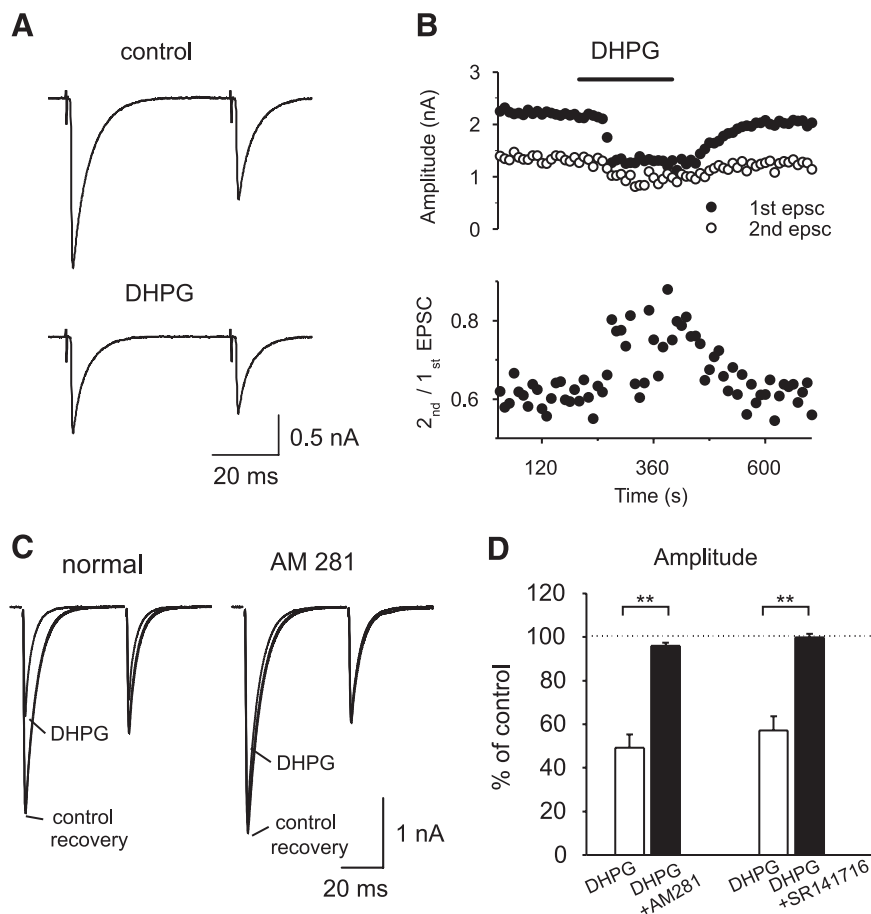 A
control
DHPG
0.5 nA
20 ms
B
DHPG
Amplitude (nA)
3
2
1
0
1st epsc
2nd epsc
2nd / 1st EPSC
0.8
0.6
120 360 600
Time (s)
C
normal
AM 281
DHPG
control
recovery
DHPG
control
recovery
1 nA
20 ms
D
Amplitude
% of control
120
100
80
60
40
20
0
** **
DHPG
DHPG
+AM281
DHPG
DHPG
+SR141716